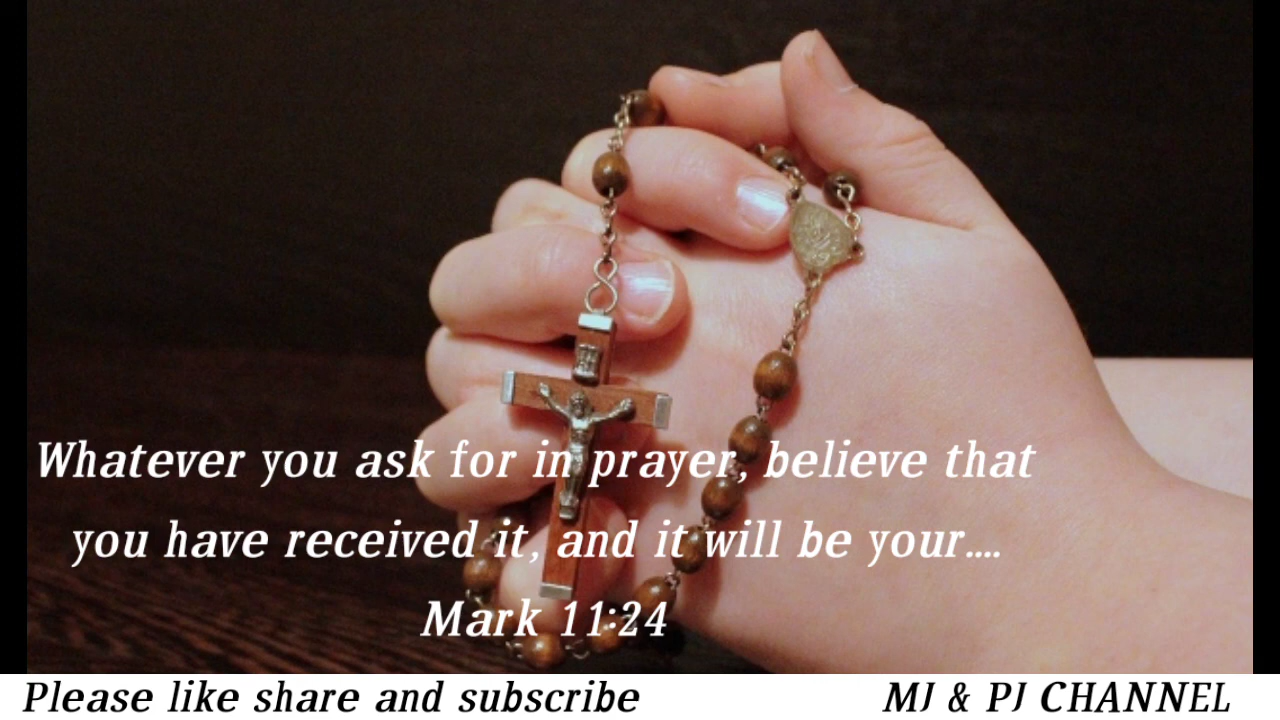 Whatever you ask for in prayer, believe that
you have received it, and it will be your....
Mark 11:24
Please like share and subscribe
MJ & PJ CHANNEL